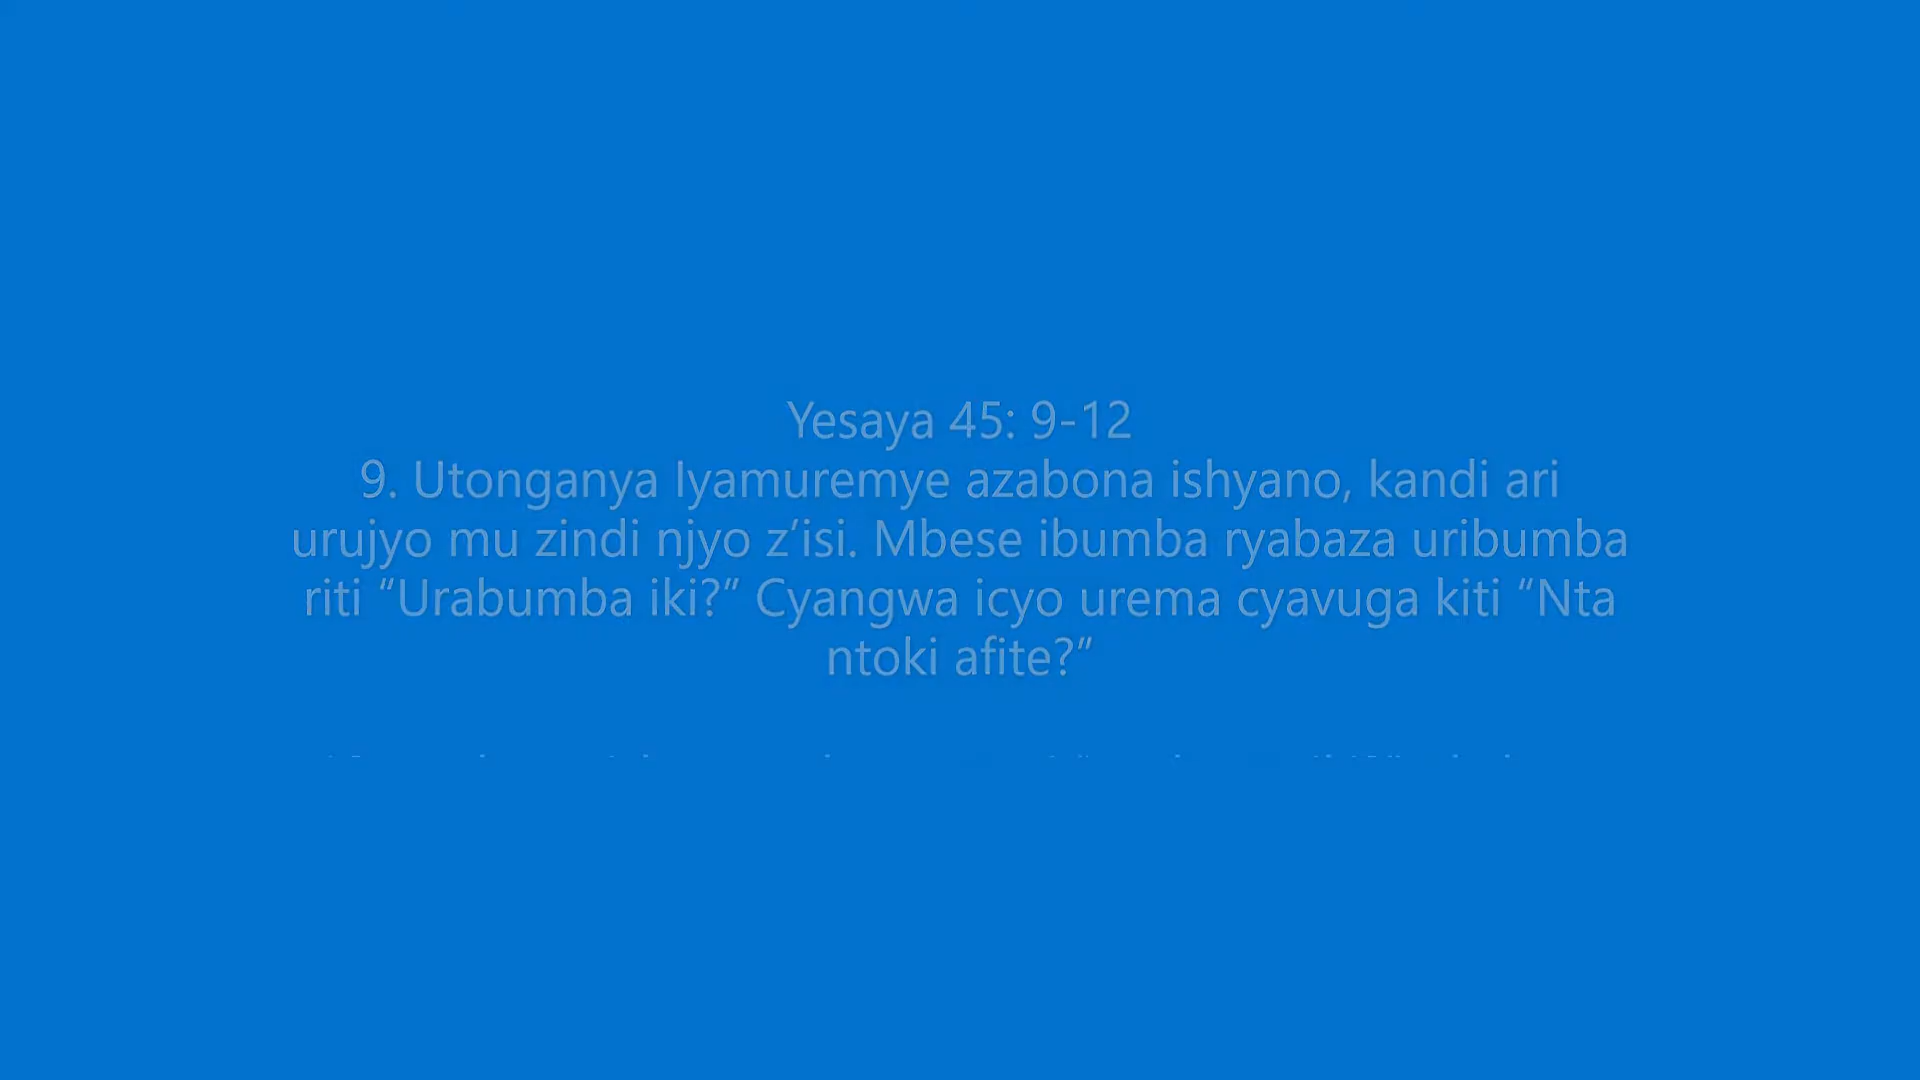 Yesaya 45: 9-12
9. Utonganya Iyamuremye azabona ishyano, kandi ari
urujyo mu zindi njyo z’isi. Mbese ibumba ryabaza uribumba
riti “Urabumba iki?” Cyangwa icyo urema cyavuga kiti “Nta
ntoki afite?”